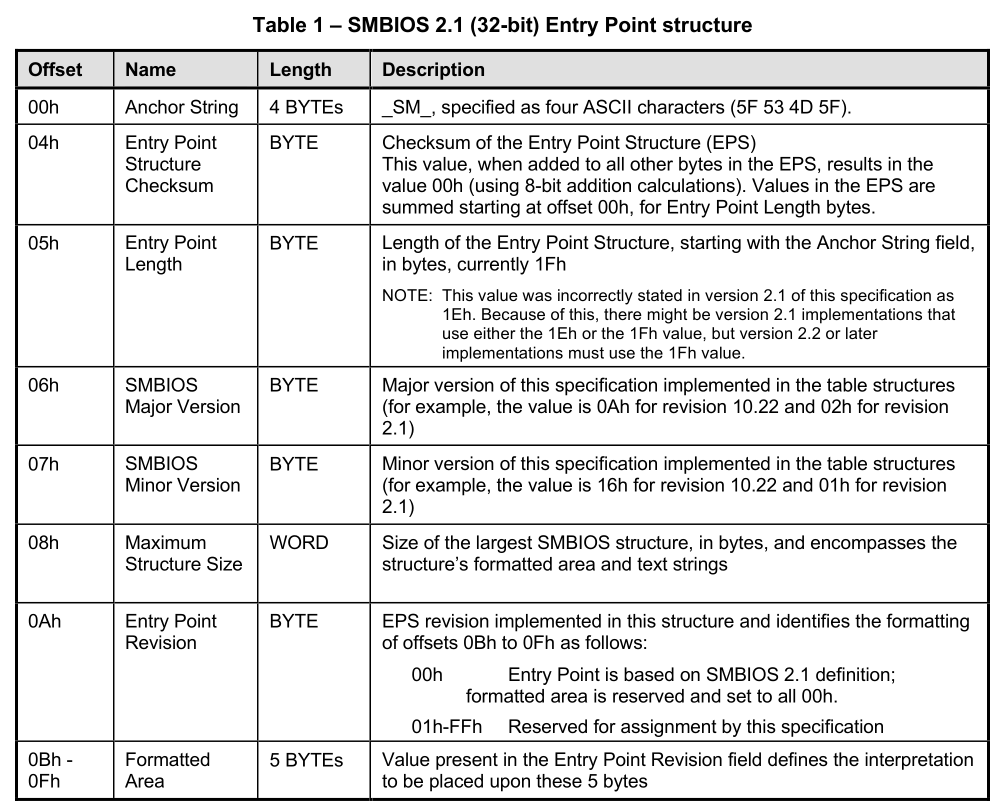 Table 1 – SMBIOS 2.1 (32-bit) Entry Point structure
Offset Name Length Description
00h Anchor String 4 BYTEs _SM_, specified as four ASCII characters (5F 53 4D 5F).
04h Entry Point BYTE Checksum of the Entry Point Structure (EPS)
Structure This value, when added to all other bytes in the EPS, results in the
Checksum value 00h (using 8-bit addition calculations). Values in the EPS are
summed starting at offset 00h, for Entry Point Length bytes.
05h Entry Point BYTE Length of the Entry Point Structure, starting with the Anchor String field,
Length in bytes, currently 1Fh
NOTE: This value was incorrectly stated in version 2.1 of this specification as
1Eh. Because of this, there might be version 2.1 implementations that
use either the 1Eh or the 1Fh value, but version 2.2 or later
implementations must use the 1Fh value.
06h SMBIOS BYTE Major version of this specification implemented in the table structures
Major Version (for example, the value is 0Ah for revision 10.22 and 02h for revision
2.1)
07h SMBIOS BYTE Minor version of this specification implemented in the table structures
Minor Version (for example, the value is 16h for revision 10.22 and 01h for revision
2.1)
08h Maximum WORD Size of the largest SMBIOS structure, in bytes, and encompasses the
Structure Size structure’s formatted area and text strings
0Ah Entry Point BYTE EPS revision implemented in this structure and identifies the formatting
Revision of offsets 0Bh to 0Fh as follows:
00h Entry Point is based on SMBIOS 2.1 definition;
formatted area is reserved and set to all 00h.
01h-FFh Reserved for assignment by this specification
0Bh - Formatted 5 BYTEs Value present in the Entry Point Revision field defines the interpretation
0Fh Area to be placed upon these 5 bytes